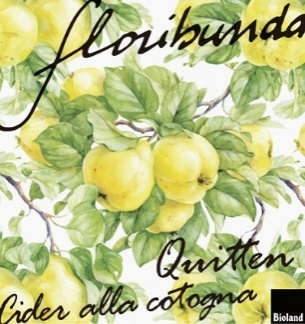 floribunda
Quitten
Cider alla cotogna
Bioland